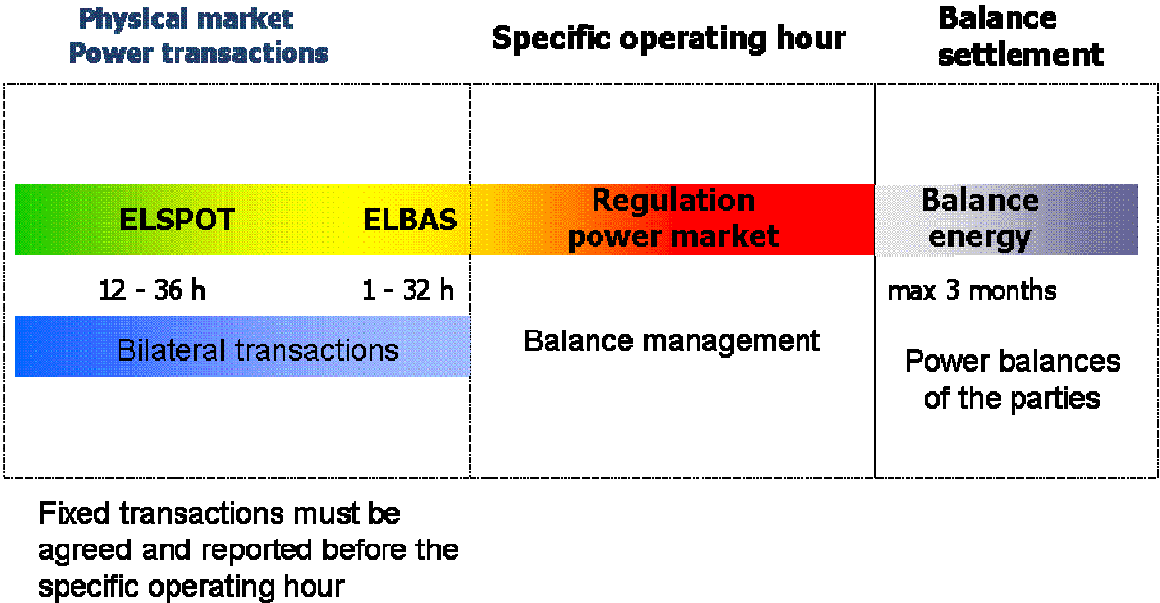 Physical market
Power transactions
Specific operating hour
Balance
settlement
ELSPOT
ELBAS
Regulation
power market
Balance
energy
12 - 36 h
1 - 32 h
max 3 months
Bilateral transactions
Balance management
Power balances
of the parties
Fixed transactions must be
agreed and reported before the
specific operating hour